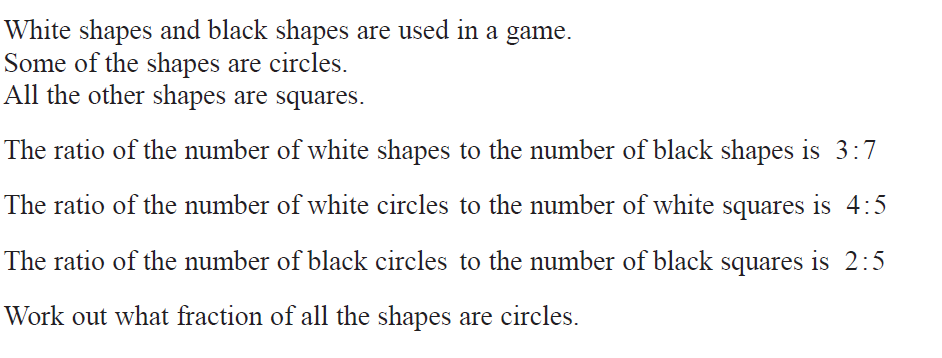 White shapes and black shapes are used in a game.
Some of the shapes are circles.
All the other shapes are squares.
The ratio of the number of white shapes to the number of black shapes is 3:7
The ratio of the number of white circles to the number of white squares is 4:5
The ratio of the number of black circles to the number of black squares is 2:5
Work out what fraction of all the shapes are circles.